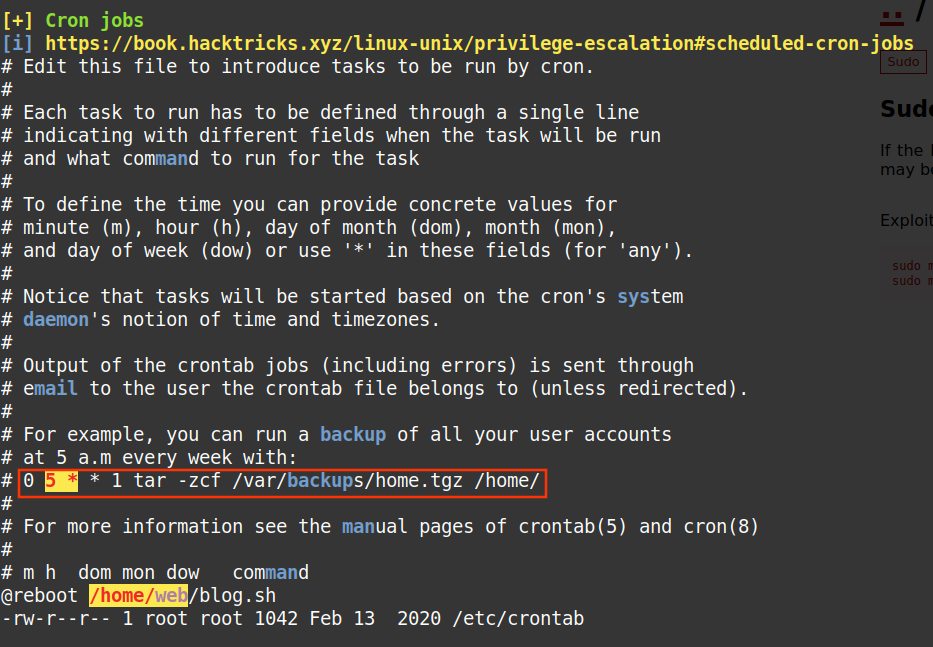 [+] Cron jobs
[i] https://book.hacktricks.xyz/linux-unix/privilege-escalation#scheduled-cron-jobs
# Edit this file to introduce tasks to be run by cron.
#
# Each task to run has to be defined through a single line
# indicating with different fields when the task will be run
# and what command to run for the task
#
# To define the time you can provide concrete values for
# minute (m), hour (h), day of month (dom), month (mon),
# and day of week (dow) or use '*' in these fields (for 'any').
#
# Notice that tasks will be started based on the cron's system
# daemon's notion of time and timezones.
#
# Output of the crontab jobs (including errors) is sent through
# email to the user the crontab file belongs to (unless redirected).
#
# For example, you can run a backup of all your user accounts
# at 5 a.m every week with:
# 0 5 * * 1 tar -zcf /var/backups/home.tgz /home/
#
# For more information see the manual pages of crontab(5) and cron(8)
#
# m h  dom mon dow   command
@reboot /home/web/blog.sh
-rw-r--r-- 1 root root 1042 Feb 13  2020 /etc/crontab
Sudo
If the
may
Exploit
sudo
sudo